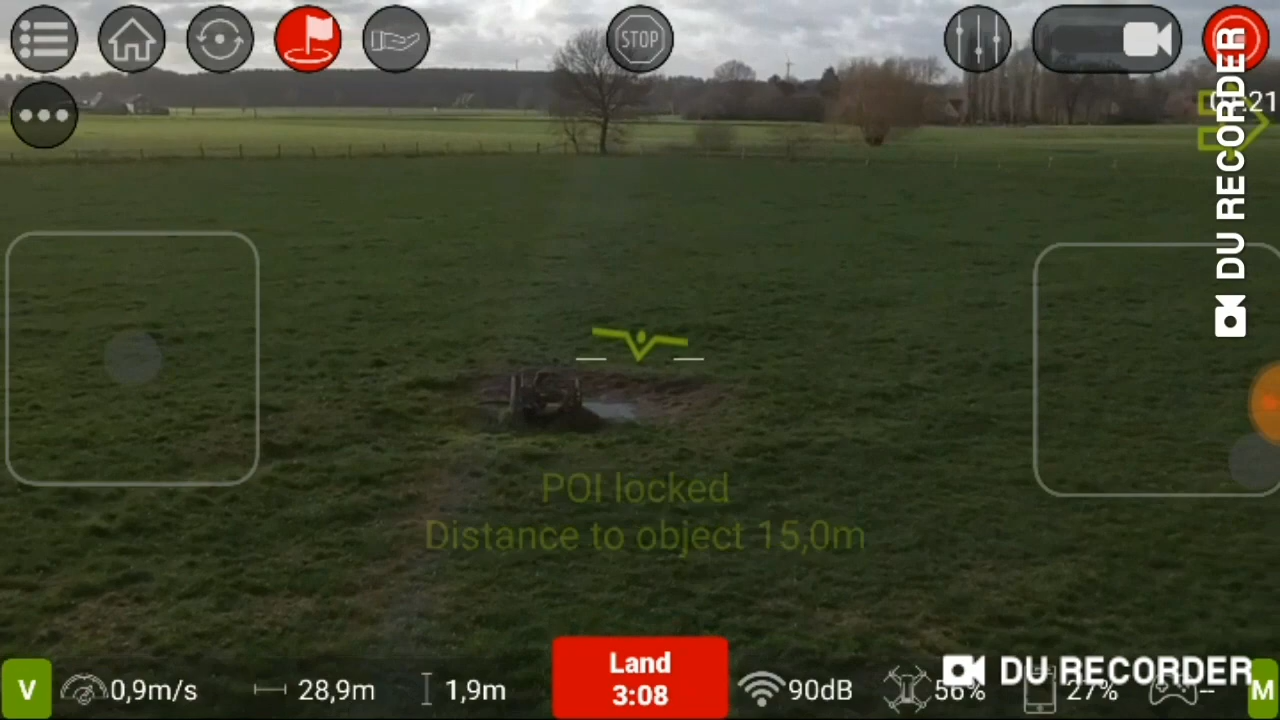 STOP
:21
DU RECORDER
POI locked
Distance to object 15,0m
V
0,9m/s
28,9m
1,9m
Land
3:08
90dB
56%
27%
--
M
DU RECORDER